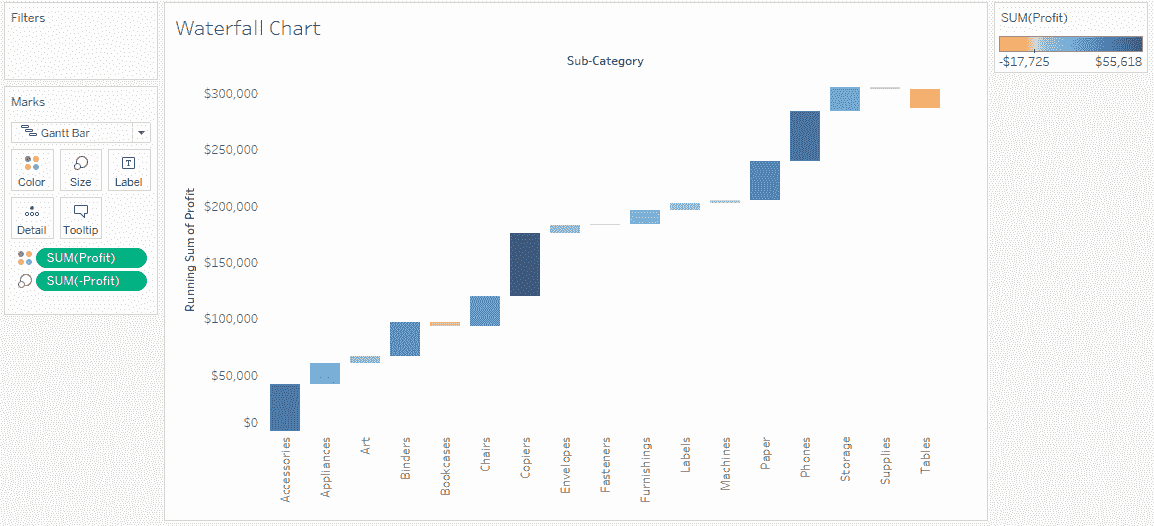 Filters
Marks
Gantt Bar
Color
Size
Label
Detail
Tooltip
SUM(Profit)
SUM(-Profit)
Waterfall Chart
Sub-Category
Running Sum of Profit
$300,000
$250,000
$200,000
$150,000
$100,000
$50,000
$0
Accessories
Appliances
Art
Binders
Bookcases
Chairs
Copiers
Envelopes
Fasteners
Furnishings
Labels
Machines
Paper
Phones
Storage
Supplies
Tables
SUM(Profit)
-$17,725 $55,618